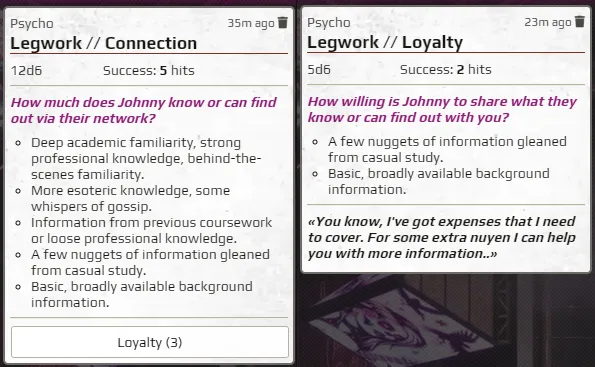 Psycho
35m ago
Legwork // Connection
12d6
Success: 5 hits
How much does Johnny know or can find
out via their network?
Deep academic familiarity, strong
professional knowledge, behind-the-
scenes familiarity.
More esoteric knowledge, some
whispers of gossip.
Information from previous coursework
or loose professional knowledge.
A few nuggets of information gleaned
from casual study.
Basic, broadly available background
information.
Loyalty (3)
Psycho
23m ago
Legwork // Loyalty
5d6
Success: 2 hits
How willing is Johnny to share what they
know or can find out with you?
A few nuggets of information gleaned
from casual study.
Basic, broadly available background
information.
«You know, I've got expenses that I need
to cover. For some extra nuyen I can help
you with more information..»